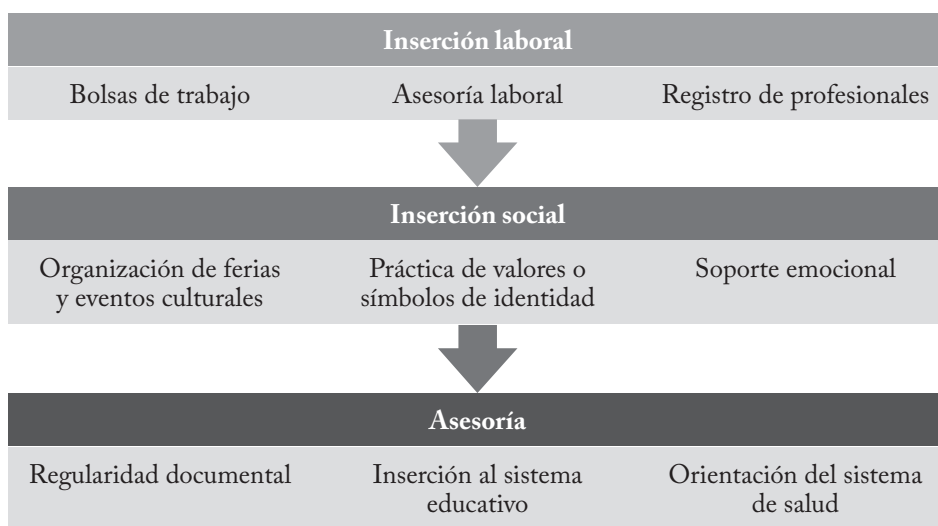 Inserción laboral
Bolsas de trabajo
Asesoría laboral
Registro de profesionales
Inserción social
Organización de ferias
y eventos culturales
Práctica de valores o
símbolos de identidad
Soporte emocional
Asesoría
Regularidad documental
Inserción al sistema
educativo
Orientación del sistema
de salud